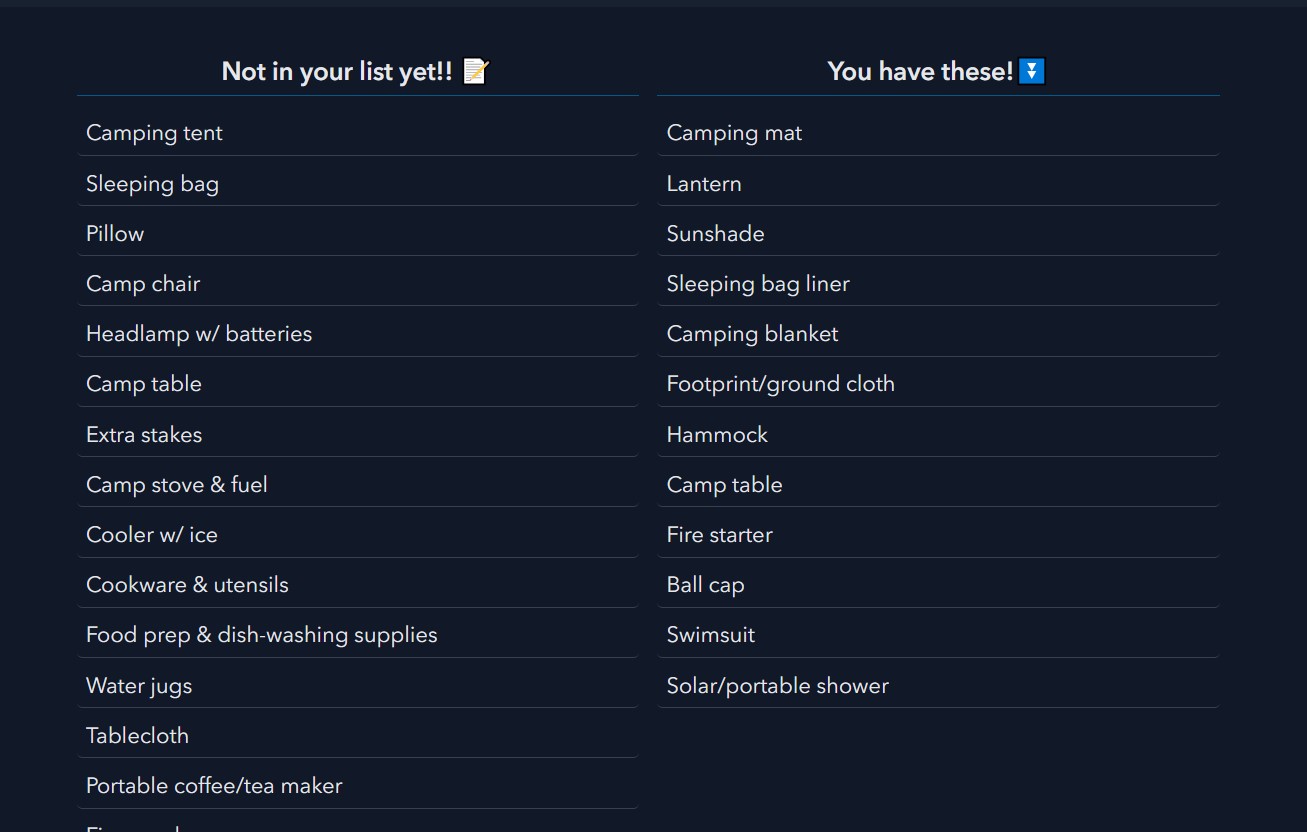 Not in your list yet!! 📝
Camping tent
Sleeping bag
Pillow
Camp chair
Headlamp w/ batteries
Camp table
Extra stakes
Camp stove & fuel
Cooler w/ ice
Cookware & utensils
Food prep & dish-washing supplies
Water jugs
Tablecloth
Portable coffee/tea maker
You have these! ⏬
Camping mat
Lantern
Sunshade
Sleeping bag liner
Camping blanket
Footprint/ground cloth
Hammock
Camp table
Fire starter
Ball cap
Swimsuit
Solar/portable shower